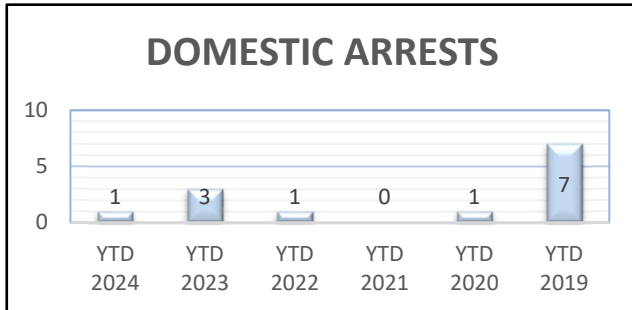 DOMESTIC ARRESTS
10
5
0
1
3
1
0
1
7
YTD 2024
YTD 2023
YTD 2022
YTD 2021
YTD 2020
YTD 2019